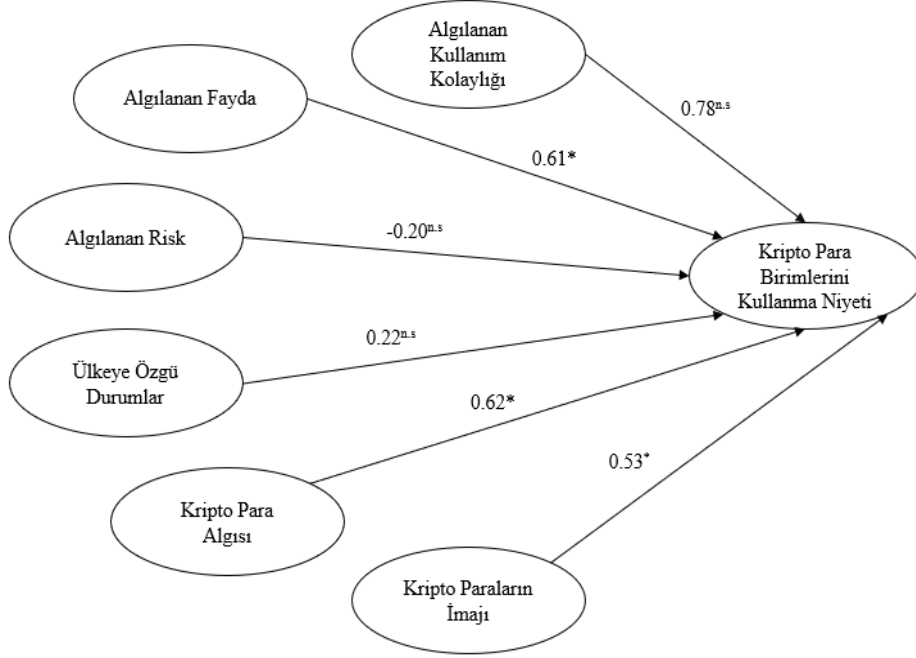 Algılanan
Kullanım
Kolaylığı
Algılanan Fayda
0.78n.s
0.61*
Algılanan Risk
-0.20n.s
Kripto Para
Birimlerini
Kullanma Niyeti
Ülkeye Özgü
Durumlar
0.22n.s
0.62*
0.53*
Kripto Para
Algısı
Kripto Paraların
İmajı